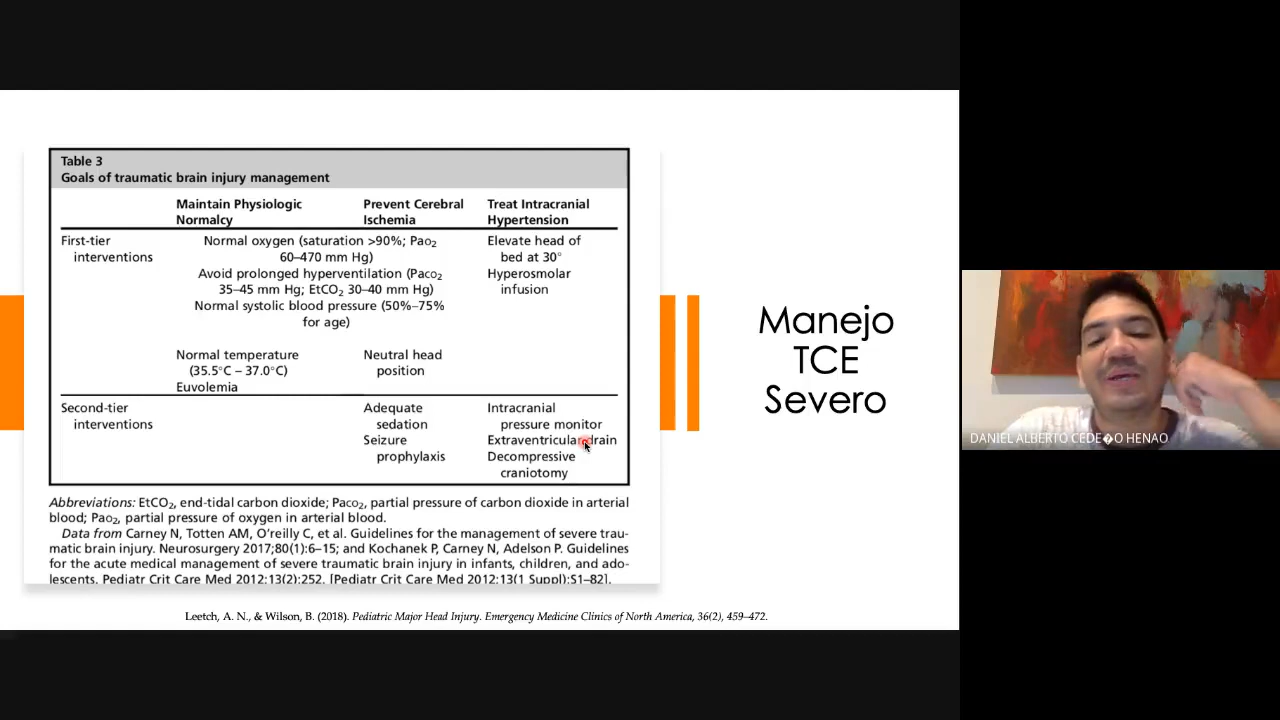 Table 3
Goals of traumatic brain injury management
Maintain Physiologic Normalcy
Prevent Cerebral Ischemia
Treat Intracranial Hypertension
First-tier interventions
Normal oxygen (saturation >90%; Pao₂
60–470 mm Hg)
Avoid prolonged hyperventilation (Paco₂
35–45 mm Hg; EtCO₂ 30–40 mm Hg)
Normal systolic blood pressure (50%–75%
for age)
Elevate head of
bed at 30°
Hyperosmolar
infusion
Normal temperature
(35.5°C – 37.0°C)
Euvolemia
Neutral head
position
Second-tier
interventions
Adequate
sedation
Seizure
prophylaxis
Intracranial
pressure monitor
Extraventricular drain
Decompressive
craniotomy
Abbreviations: EtCO₂, end-tidal carbon dioxide; Paco₂, partial pressure of carbon dioxide in arterial
blood; Pao₂, partial pressure of oxygen in arterial blood.
Data from Carney N, Totten AM, O'reilly C, et al. Guidelines for the management of severe trau-
matic brain injury. Neurosurgery 2017;80(1):6–15; and Kochanek P, Carney N, Adelson P. Guidelines
for the acute medical management of severe traumatic brain injury in infants, children, and ado-
lescents. Pediatr Crit Care Med 2012;13(2):252. [Pediatr Crit Care Med 2012;13(1 Suppl):S1–82].
Leetch, A. N., & Wilson, B. (2018). Pediatric Major Head Injury. Emergency Medicine Clinics of North America, 36(2), 459–472.
Manejo
TCE
Severo
DANIEL ALBERTO CEDE�O HENAO